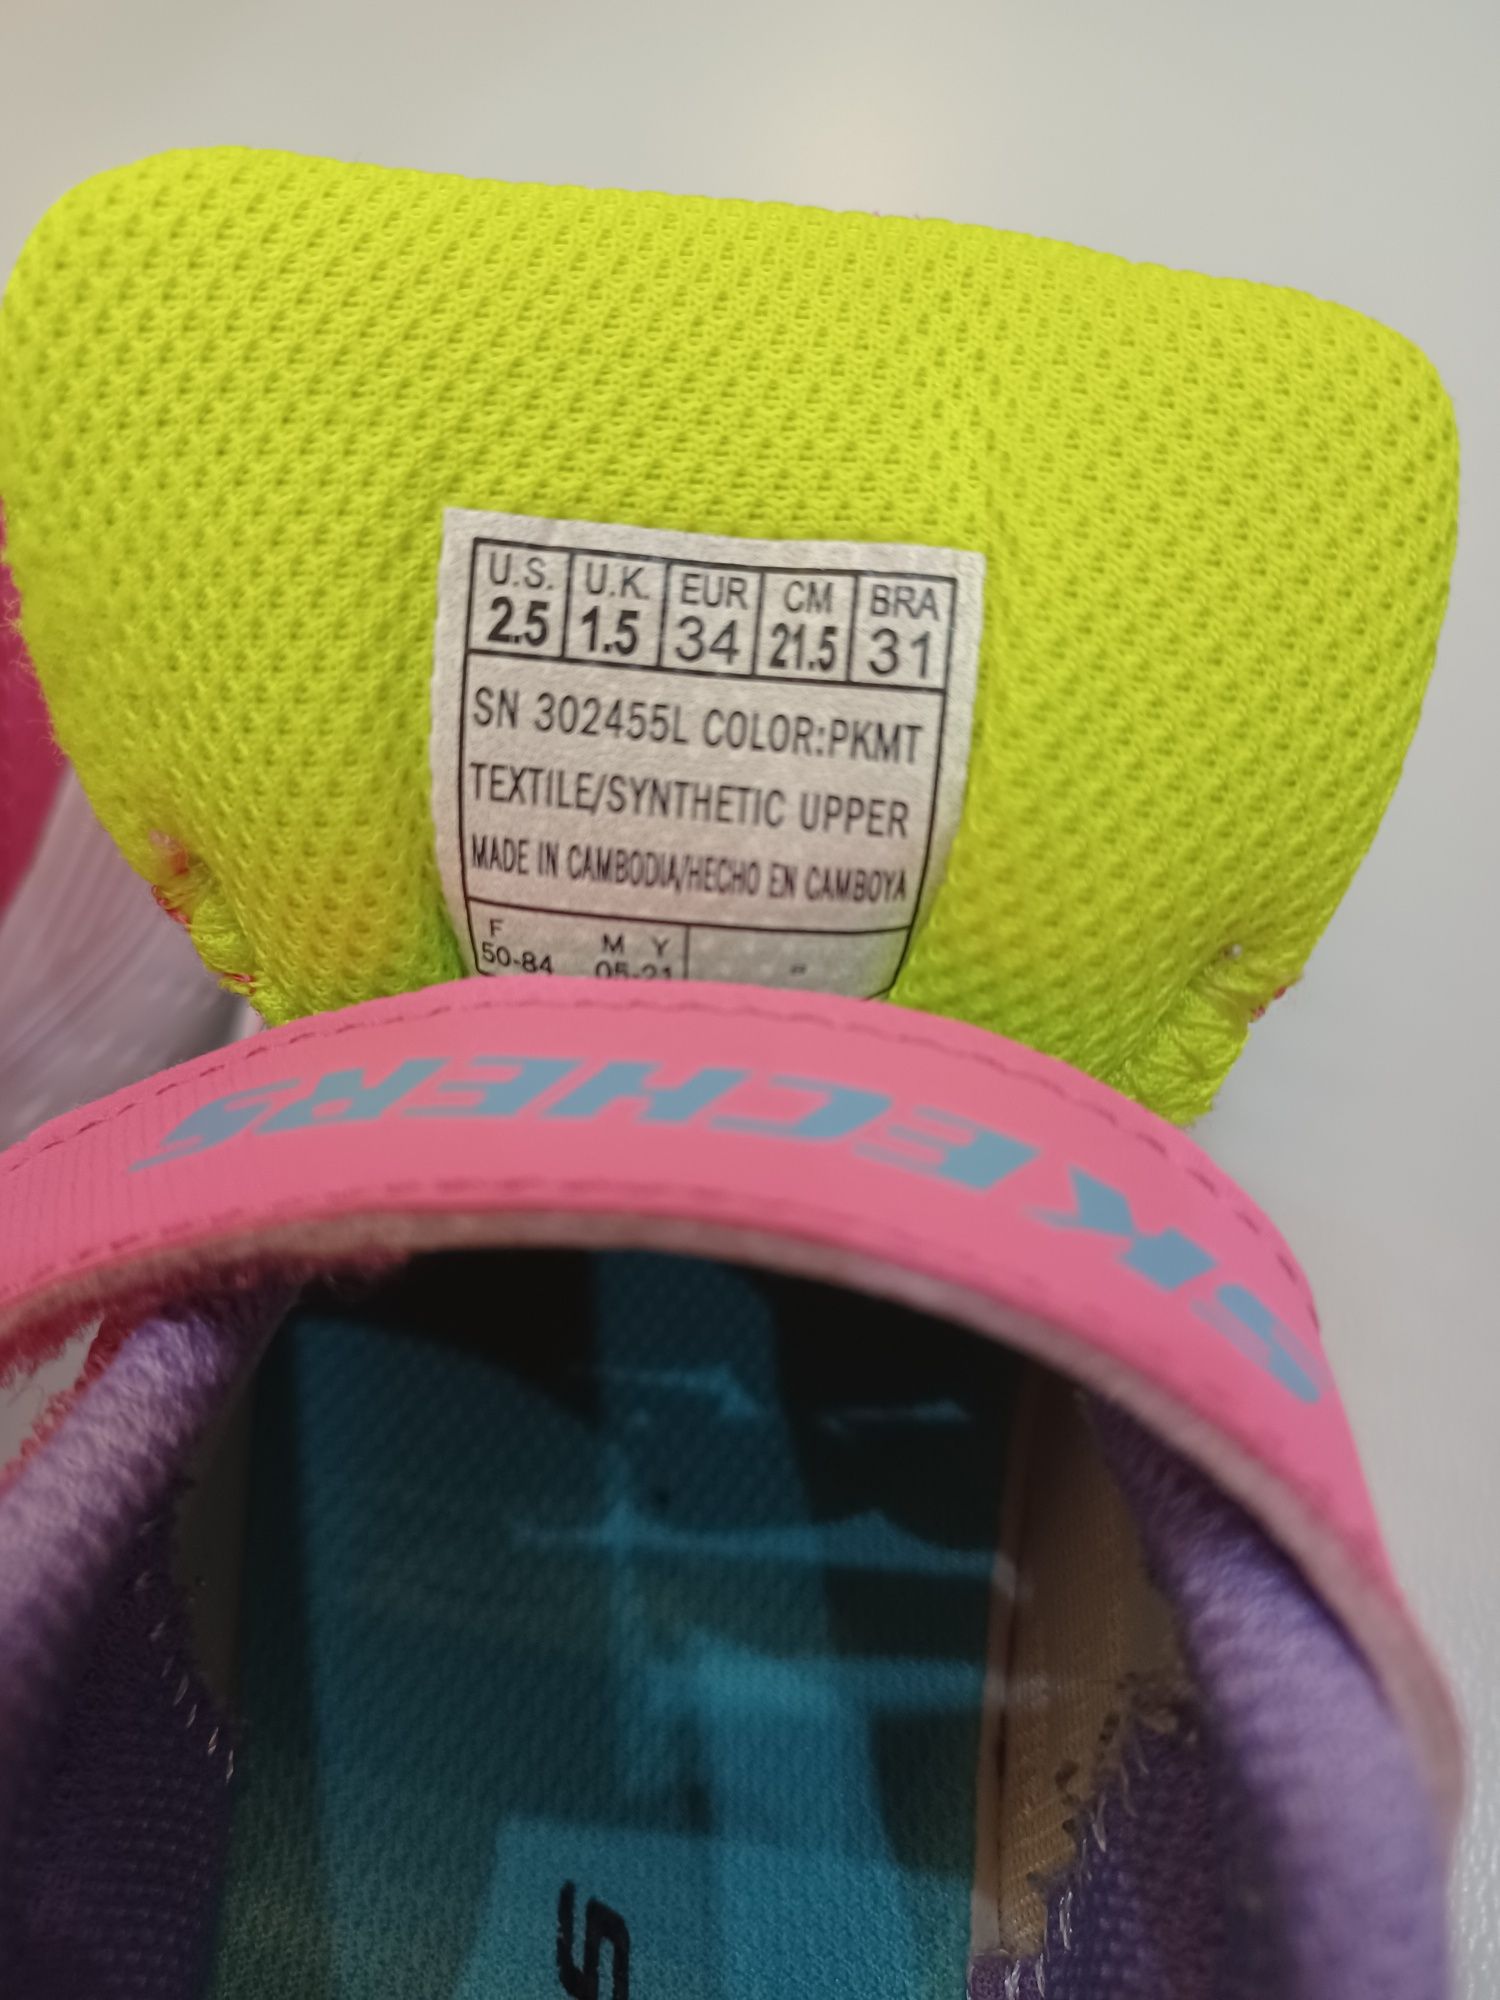 U.S. U.K. EUR CM BRA
2.5 1.5 34 21.5 31
SN 302455L COLOR:PKMT
TEXTILE/SYNTHETIC UPPER
MADE IN CAMBODIA/HECHO EN CAMBOYA
F M Y
50-84 05-21
SKECHERS
S